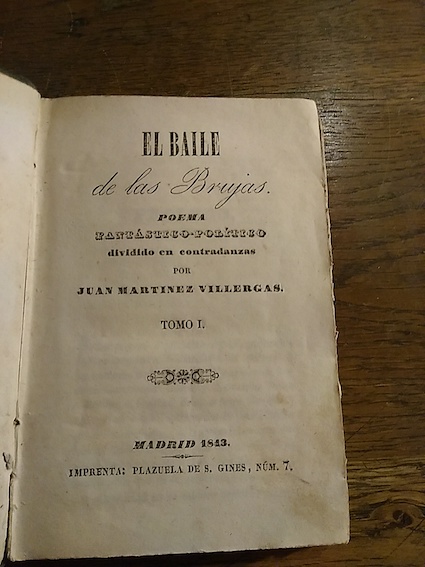 EL BAILE
de las Brujas.
POEMA
FANTÁSTICO-POLÍTICO
dividido en contradanzas
POR
JUAN MARTINEZ VILLERGAS.
TOMO I.
MADRID 1843.
IMPRENTA: PLAZUELA DE S. GINES, NÚM. 7.